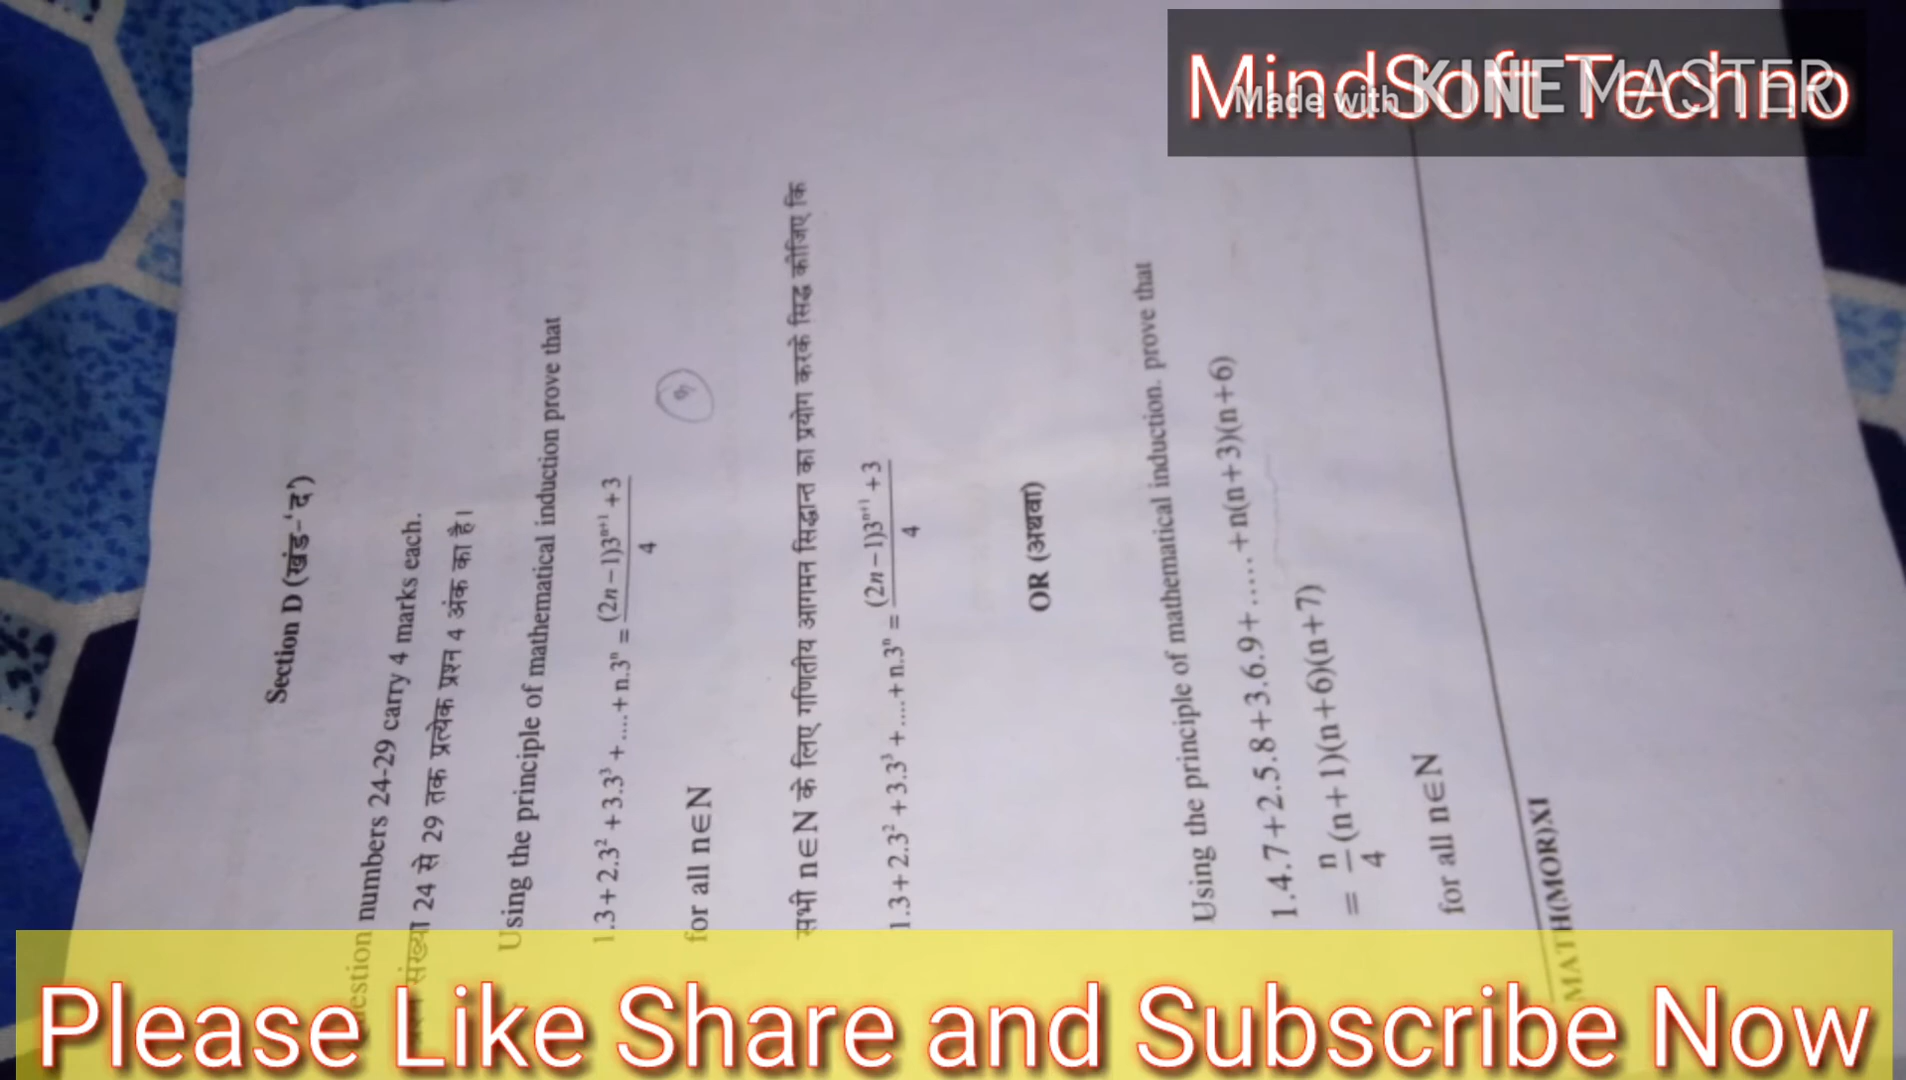 MindSoft Techno
Made with KINEMASTER
Section D (खंड-'द')
Question numbers 24-29 carry 4 marks each.
संख्या 24 से 29 तक प्रत्येक प्रश्न 4 अंक का है।
Using the principle of mathematical induction prove that
1.3+2.3²+3.3³+....+n.3ⁿ = (2n−1)3ⁿ⁺¹+3 / 4
for all n∈N
सभी n∈N के लिए गणितीय आगमन सिद्धान्त का प्रयोग करके सिद्ध कीजिए कि
1.3+2.3²+3.3³+....+n.3ⁿ = (2n−1)3ⁿ⁺¹+3 / 4
OR (अथवा)
Using the principle of mathematical induction. prove that
1.4.7+2.5.8+3.6.9+.....+n(n+3)(n+6)
= n/4 (n+1)(n+6)(n+7)
for all n∈N
MATH(MOR)XI
Please Like Share and Subscribe Now